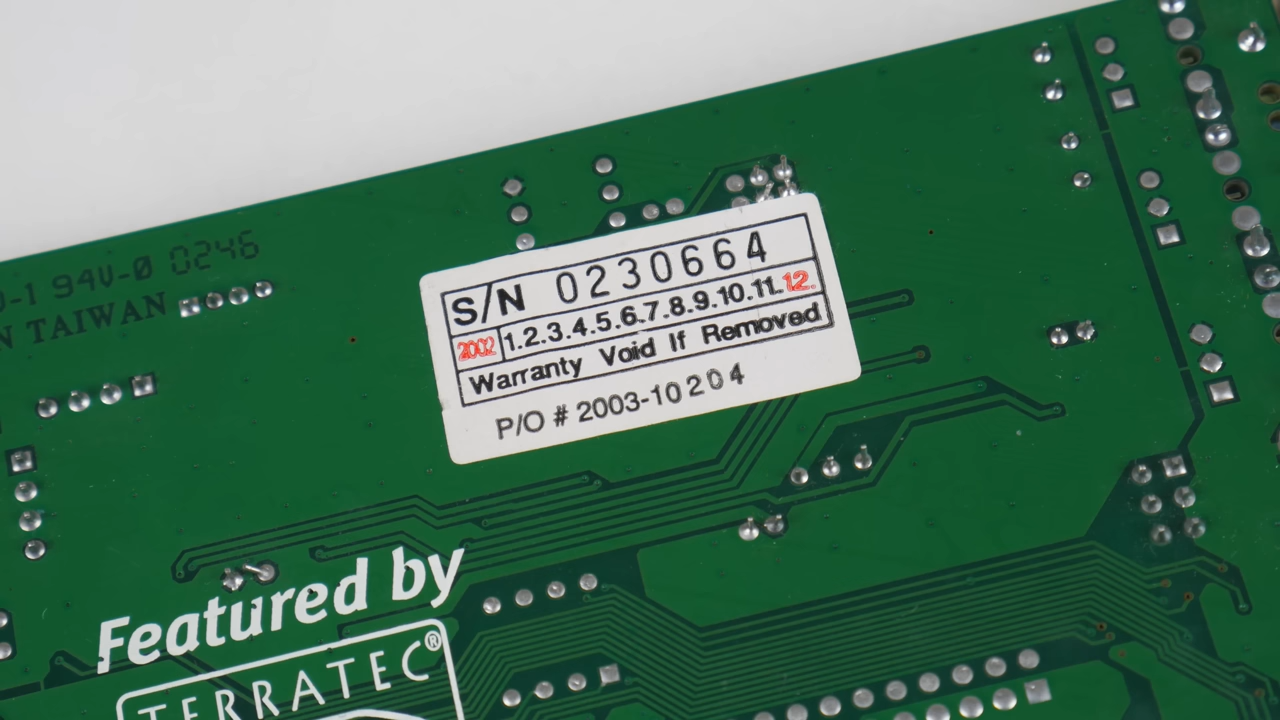 -1 94V-0 0246
TAIWAN
S/N 0230664
2002 1.2.3.4.5.6.7.8.9.10.11.12.
Warranty Void If Removed
P/O # 2003-10204
Featured by
TERRATEC®